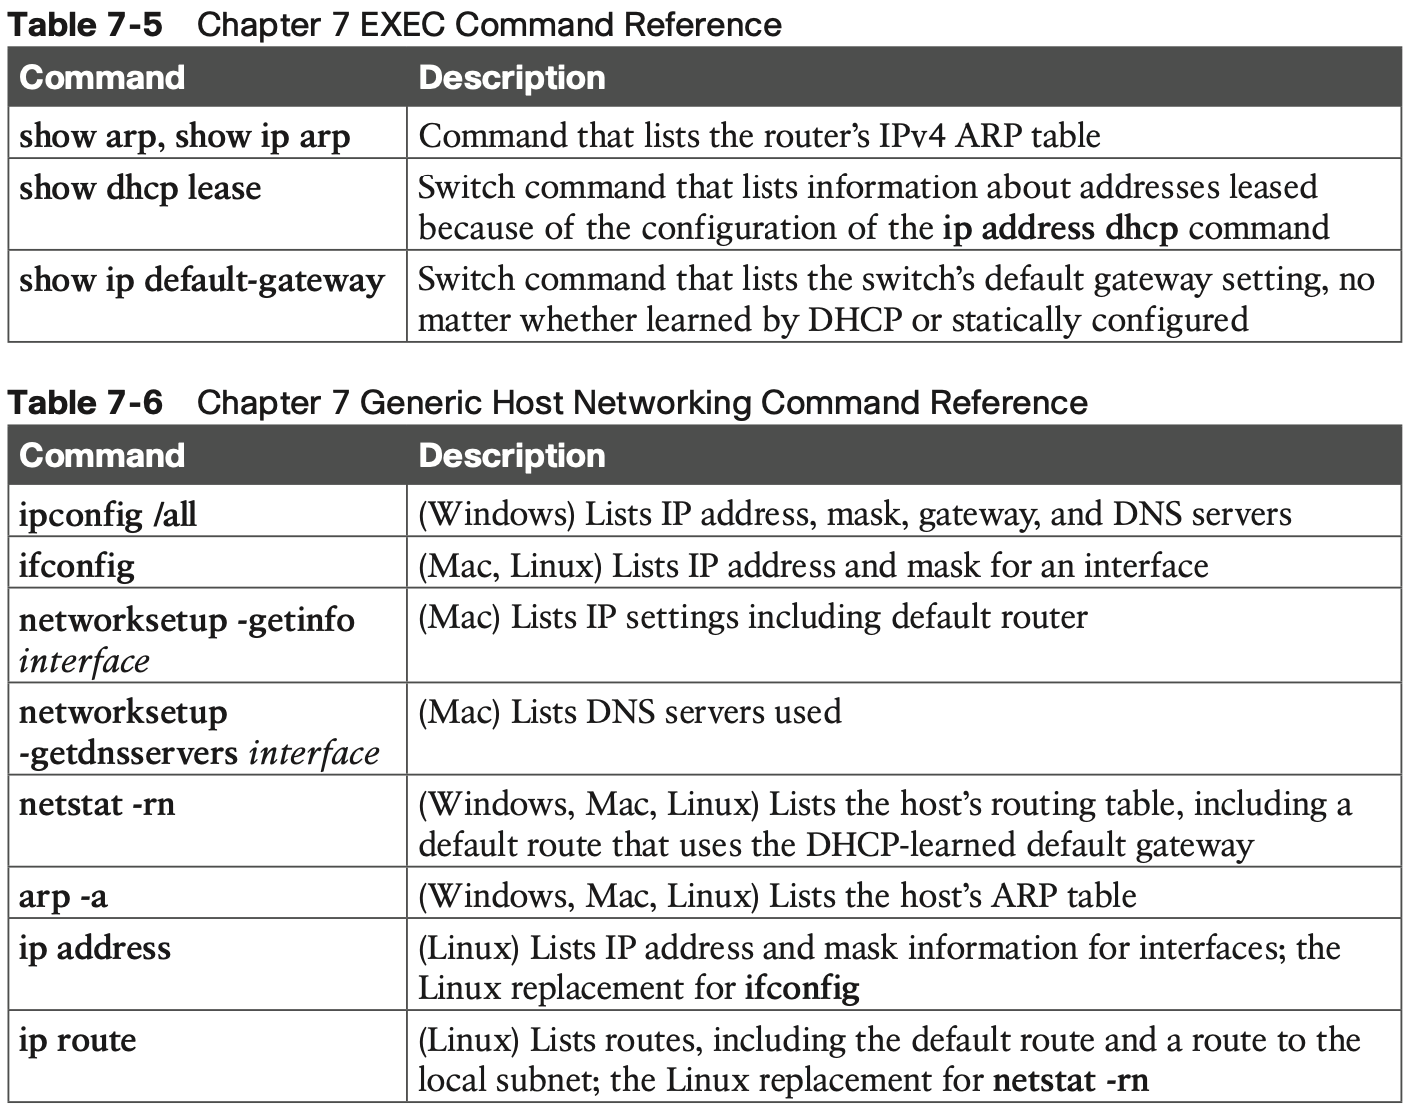 Table 7-5 Chapter 7 EXEC Command Reference
Command Description
show arp, show ip arp Command that lists the router’s IPv4 ARP table
show dhcp lease Switch command that lists information about addresses leased
because of the configuration of the ip address dhcp command
show ip default-gateway Switch command that lists the switch’s default gateway setting, no
matter whether learned by DHCP or statically configured
Table 7-6 Chapter 7 Generic Host Networking Command Reference
Command Description
ipconfig /all (Windows) Lists IP address, mask, gateway, and DNS servers
ifconfig (Mac, Linux) Lists IP address and mask for an interface
networksetup -getinfo (Mac) Lists IP settings including default router
interface
networksetup (Mac) Lists DNS servers used
-getdnsservers interface
netstat -rn (Windows, Mac, Linux) Lists the host’s routing table, including a
default route that uses the DHCP-learned default gateway
arp -a (Windows, Mac, Linux) Lists the host’s ARP table
ip address (Linux) Lists IP address and mask information for interfaces; the
Linux replacement for ifconfig
ip route (Linux) Lists routes, including the default route and a route to the
local subnet; the Linux replacement for netstat -rn